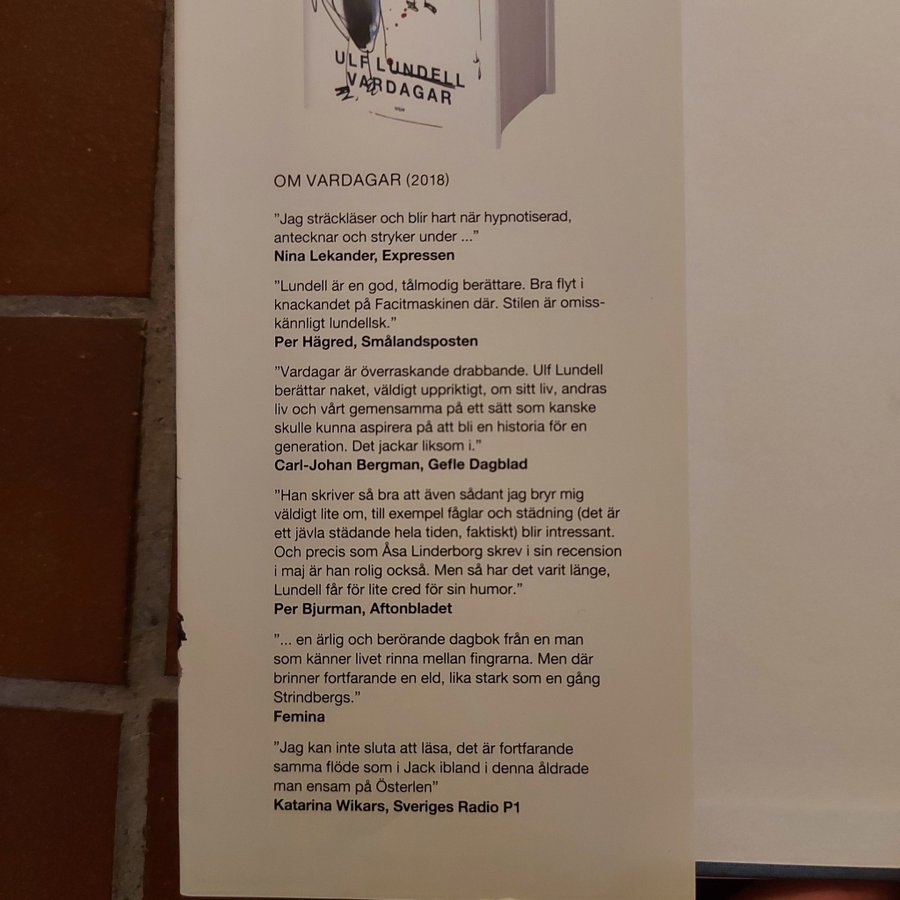 ULF LUNDELL
VARDAGAR
OM VARDAGAR (2018)
”Jag sträckläser och blir hart när hypnotiserad,
antecknar och stryker under ...”
Nina Lekander, Expressen
”Lundell är en god, tålmodig berättare. Bra flyt i
knackandet på Facitmaskinen där. Stilen är omiss-
kännligt lundellsk.”
Per Hägred, Smålandsposten
”Vardagar är överraskande drabbande. Ulf Lundell
berättar naket, väldigt uppriktigt, om sitt liv, andras
liv och vårt gemensamma på ett sätt som kanske
skulle kunna aspirera på att bli en historia för en
generation. Det jackar liksom i.”
Carl-Johan Bergman, Gefle Dagblad
”Han skriver så bra att även sådant jag bryr mig
väldigt lite om, till exempel fåglar och städning (det är
ett jävla städande hela tiden, faktiskt) blir intressant.
Och precis som Åsa Linderborg skrev i sin recension
i maj är han rolig också. Men så har det varit länge,
Lundell får för lite cred för sin humor.”
Per Bjurman, Aftonbladet
”... en ärlig och berörande dagbok från en man
som känner livet rinna mellan fingrarna. Men där
brinner fortfarande en eld, lika stark som en gång
Strindbergs.”
Femina
”Jag kan inte sluta att läsa, det är fortfarande
samma flöde som i Jack ibland i denna åldrade
man ensam på Österlen”
Katarina Wikars, Sveriges Radio P1